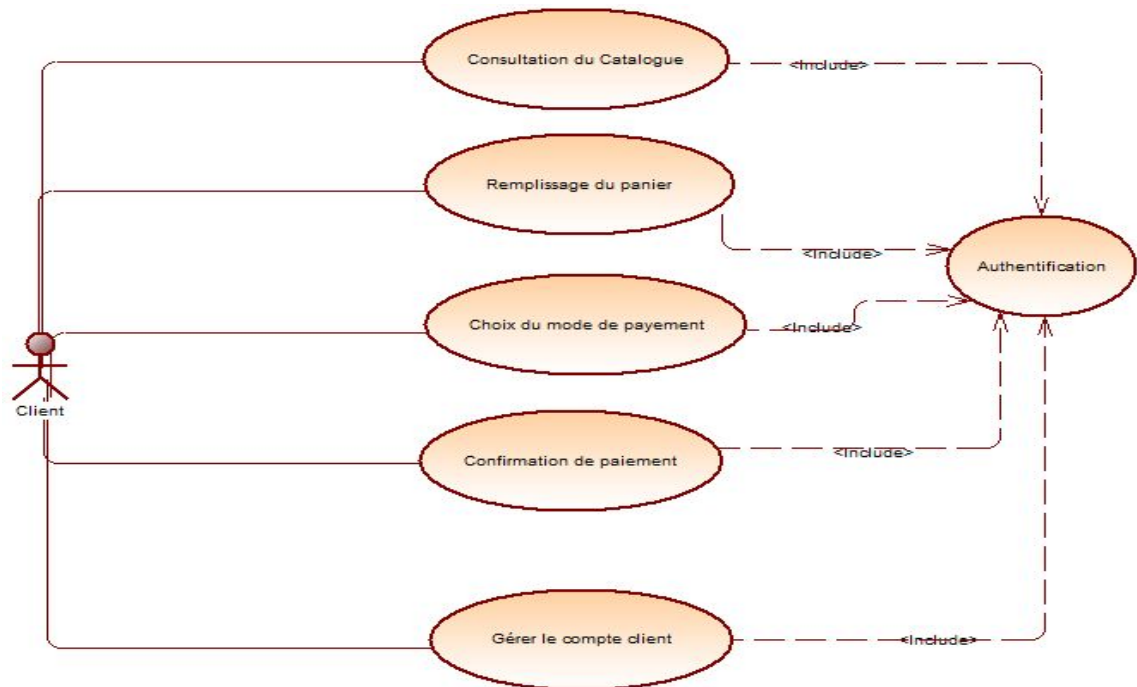 Consultation du Catalogue
<Include>
Remplissage du panier
<Include>
Authentification
Choix du mode de payement
<Include>
Client
Confirmation de paiement
<Include>
Gérer le compte client
<Include>